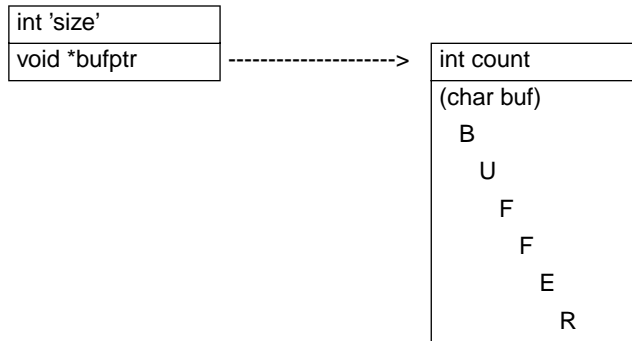 int 'size'
void *bufptr --------------------->
int count
(char buf)
B
U
F
F
E
R